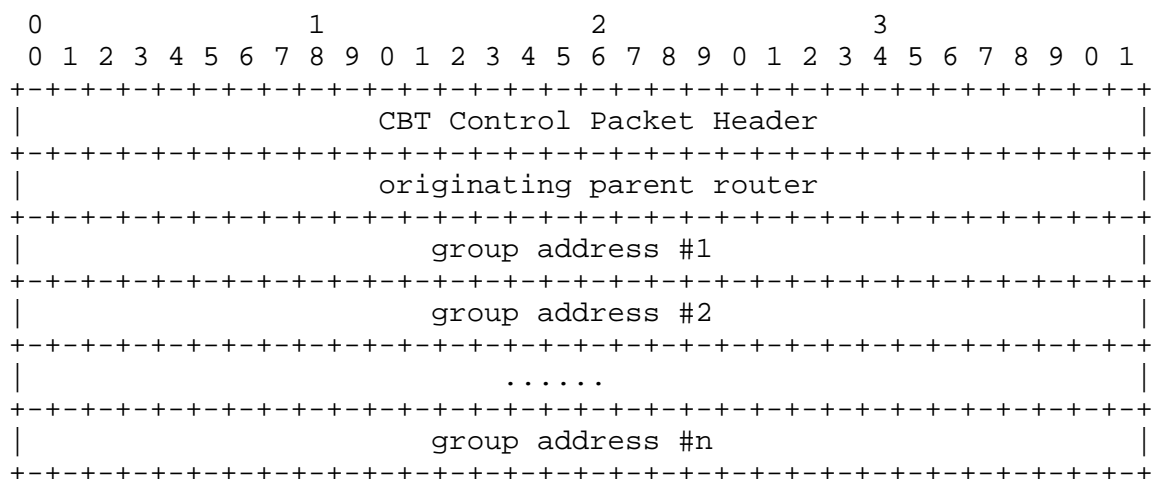 0                   1                   2                   3
 0 1 2 3 4 5 6 7 8 9 0 1 2 3 4 5 6 7 8 9 0 1 2 3 4 5 6 7 8 9 0 1
+-+-+-+-+-+-+-+-+-+-+-+-+-+-+-+-+-+-+-+-+-+-+-+-+-+-+-+-+-+-+-+-+
|                    CBT Control Packet Header                  |
+-+-+-+-+-+-+-+-+-+-+-+-+-+-+-+-+-+-+-+-+-+-+-+-+-+-+-+-+-+-+-+-+
|                    originating parent router                  |
+-+-+-+-+-+-+-+-+-+-+-+-+-+-+-+-+-+-+-+-+-+-+-+-+-+-+-+-+-+-+-+-+
|                       group address #1                        |
+-+-+-+-+-+-+-+-+-+-+-+-+-+-+-+-+-+-+-+-+-+-+-+-+-+-+-+-+-+-+-+-+
|                       group address #2                        |
+-+-+-+-+-+-+-+-+-+-+-+-+-+-+-+-+-+-+-+-+-+-+-+-+-+-+-+-+-+-+-+-+
|                           ......                              |
+-+-+-+-+-+-+-+-+-+-+-+-+-+-+-+-+-+-+-+-+-+-+-+-+-+-+-+-+-+-+-+-+
|                       group address #n                        |
+-+-+-+-+-+-+-+-+-+-+-+-+-+-+-+-+-+-+-+-+-+-+-+-+-+-+-+-+-+-+-+-+